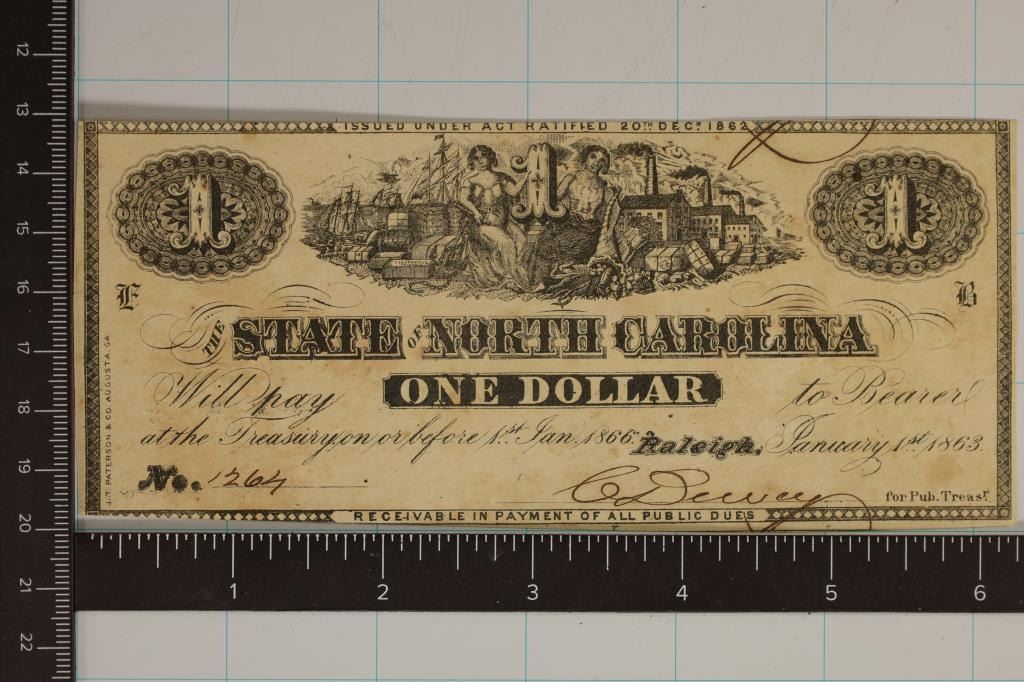 ISSUED UNDER ACT RATIFIED 20TH DECR 1862
1 1 1
F B
THE STATE OF NORTH CAROLINA
Will pay ONE DOLLAR to Bearer
at the Treasury on or before 1st Jan. 1866. Raleigh, January 1st 1863.
No. 1264 C Dewey for Pub. Treasr
RECEIVABLE IN PAYMENT OF ALL PUBLIC DUES
J. T. PATERSON & CO. AUGUSTA, GA
12
13
14
15
16
17
18
19
20
21
22
1 2 3 4 5 6